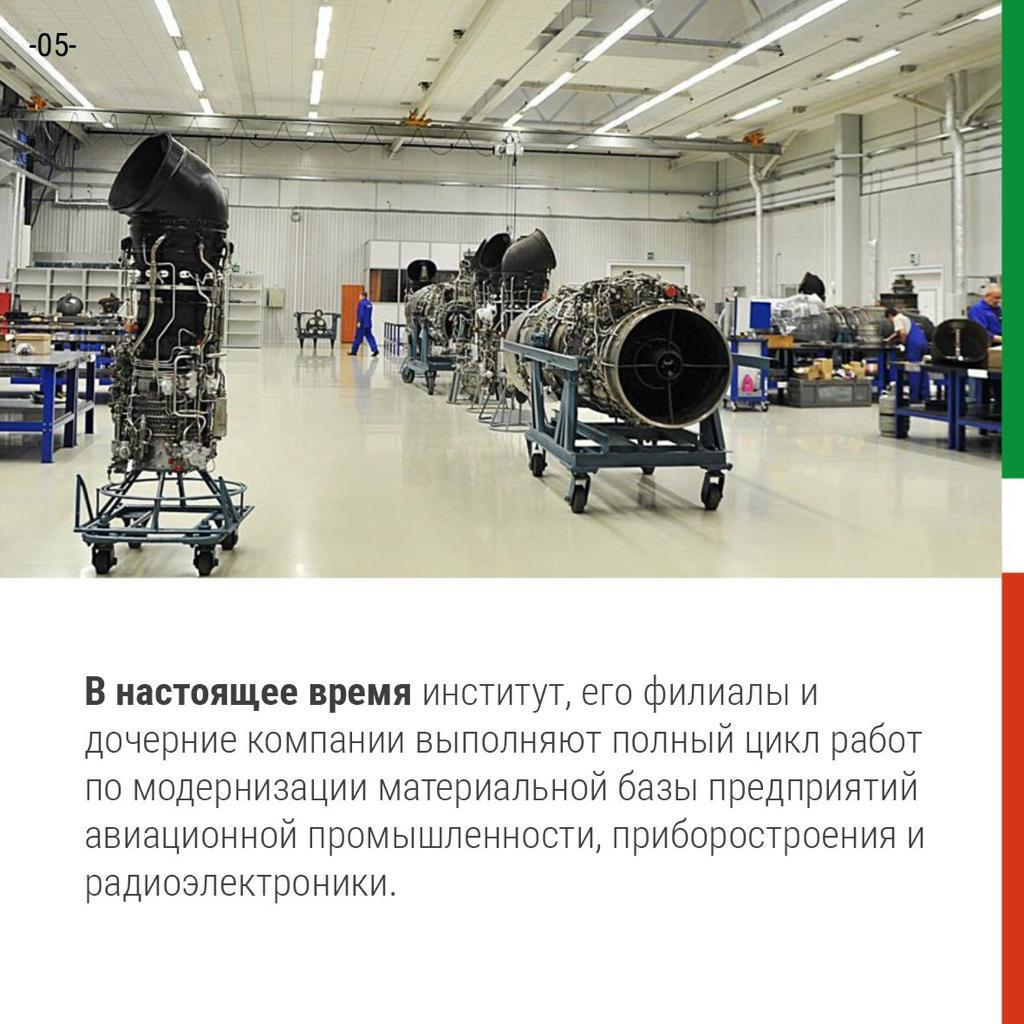 -05-
В настоящее время институт, его филиалы и
дочерние компании выполняют полный цикл работ
по модернизации материальной базы предприятий
авиационной промышленности, приборостроения и
радиоэлектроники.